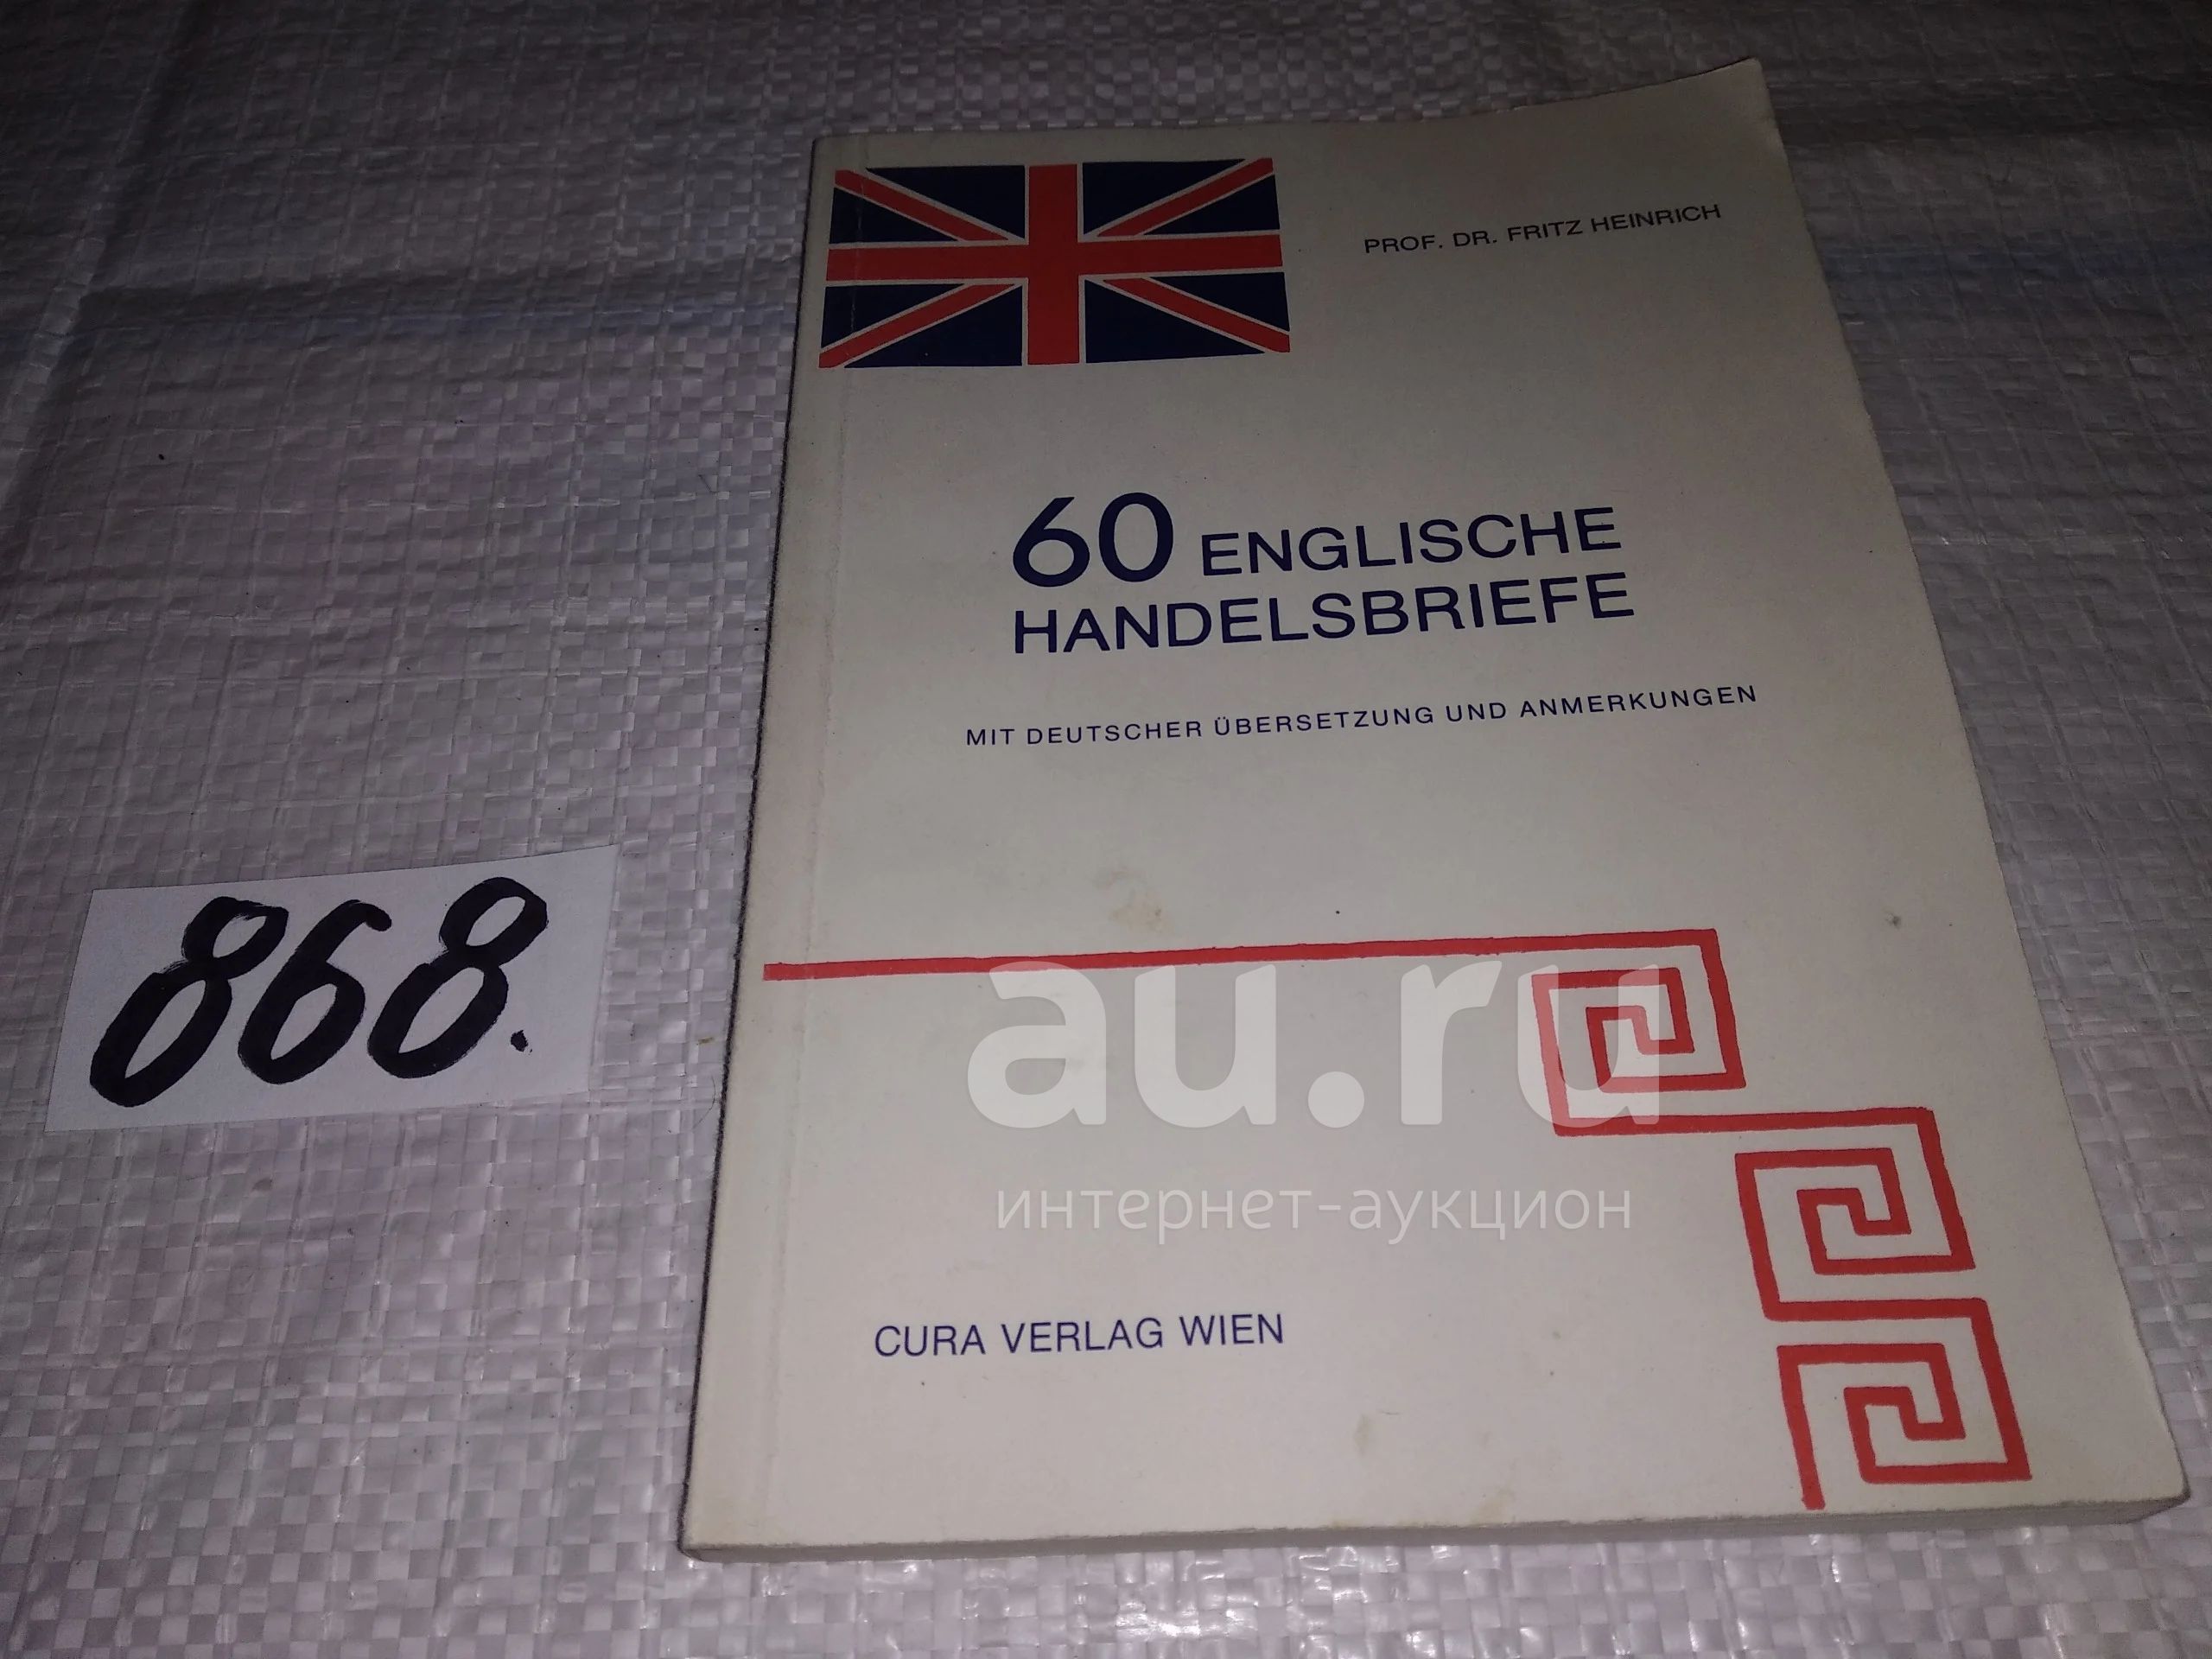 PROF. DR. FRITZ HEINRICH
60 ENGLISCHE
HANDELSBRIEFE
MIT DEUTSCHER ÜBERSETZUNG UND ANMERKUNGEN
868.
au.ru
интернет-аукцион
CURA VERLAG WIEN